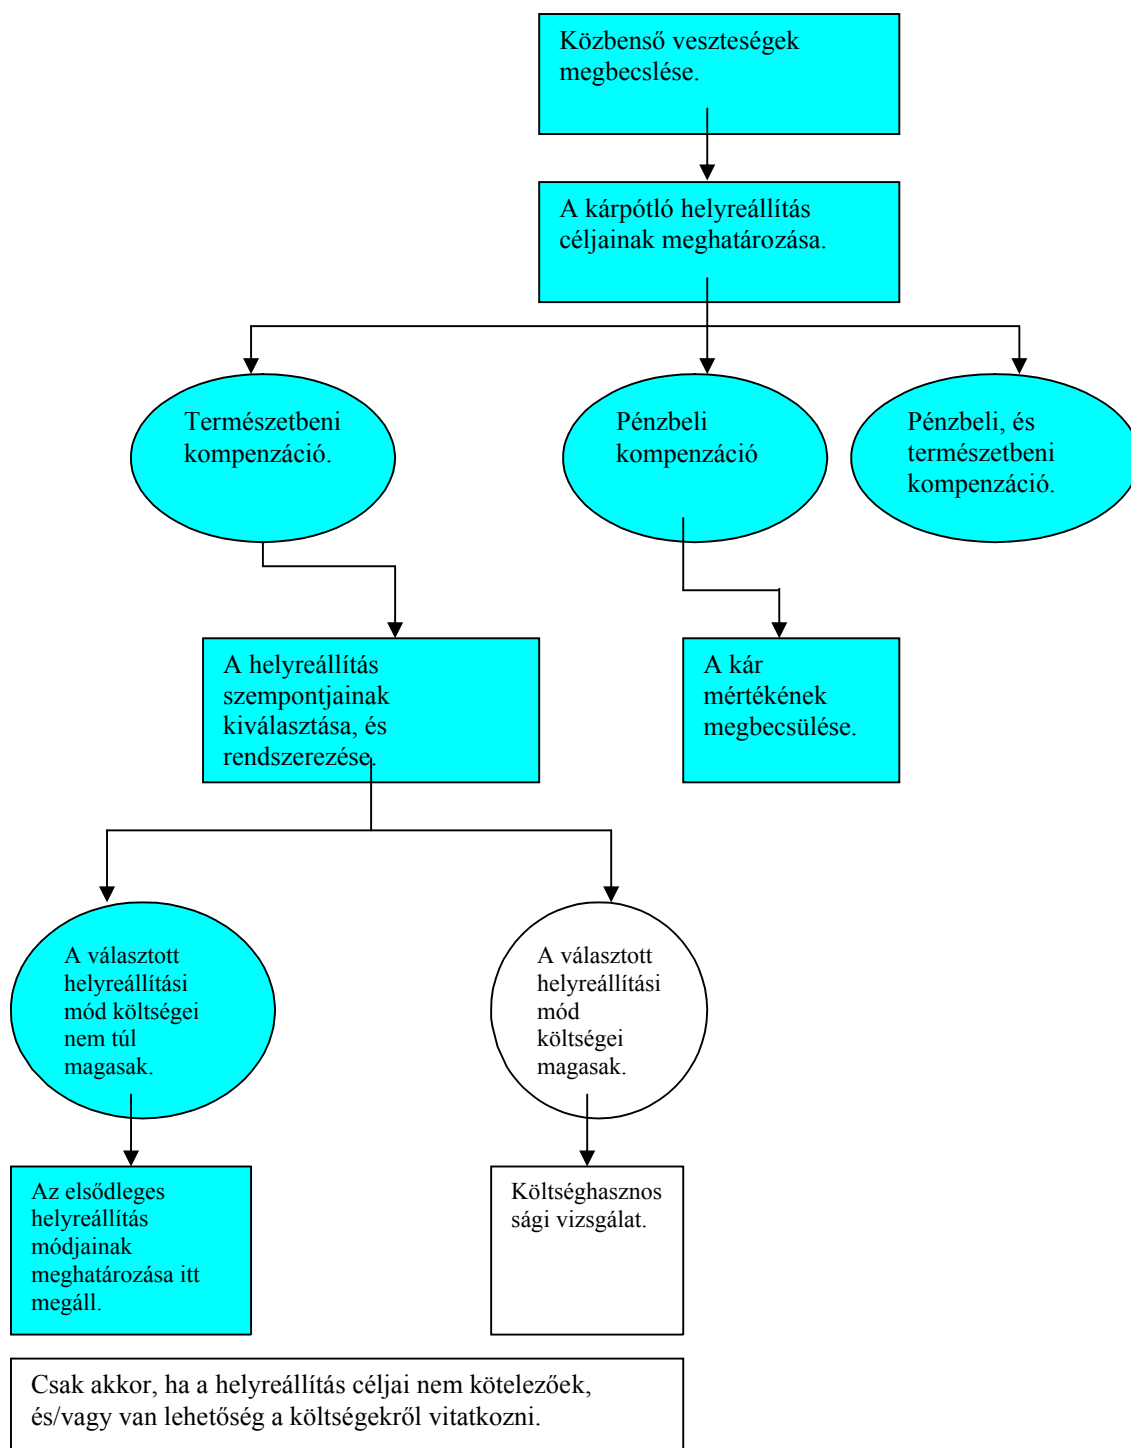 Közbenső veszteségek
megbecslése.
A kárpótló helyreállítás
céljainak meghatározása.
Természetbeni
kompenzáció.
Pénzbeli
kompenzáció
Pénzbeli, és
természetbeni
kompenzáció.
A helyreállítás
szempontjainak
kiválasztása, és
rendszerezése.
A kár
mértékének
megbecsülése.
A választott
helyreállítási
mód költségei
nem túl
magasak.
A választott
helyreállítási
mód
költségei
magasak.
Az elsődleges
helyreállítás
módjainak
meghatározása itt
megáll.
Költséghasznos
sági vizsgálat.
Csak akkor, ha a helyreállítás céljai nem kötelezőek,
és/vagy van lehetőség a költségekről vitatkozni.